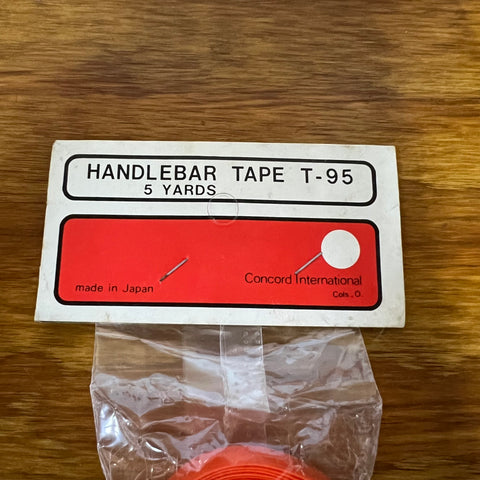 HANDLEBAR TAPE T-95
5 YARDS
made in Japan
Concord International
Cols., O.